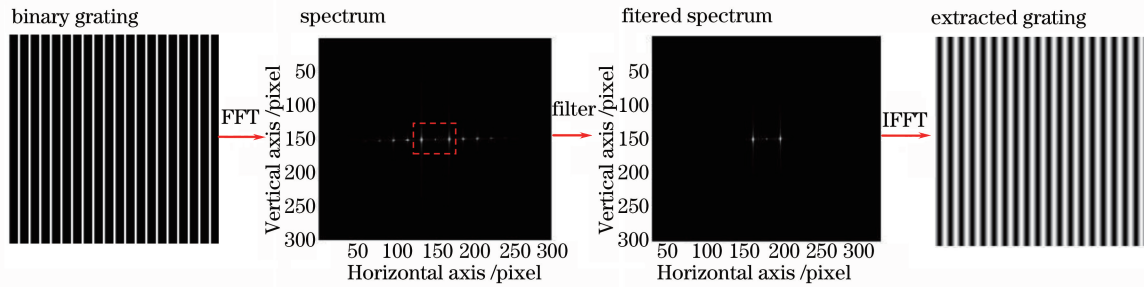 binary grating
spectrum
fitered spectrum
extracted grating
FFT
filter
IFFT
Vertical axis /pixel
50
100
150
200
250
300
50 100 150 200 250 300
Horizontal axis /pixel
Vertical axis /pixel
50
100
150
200
250
300
50 100 150 200 250 300
Horizontal axis /pixel